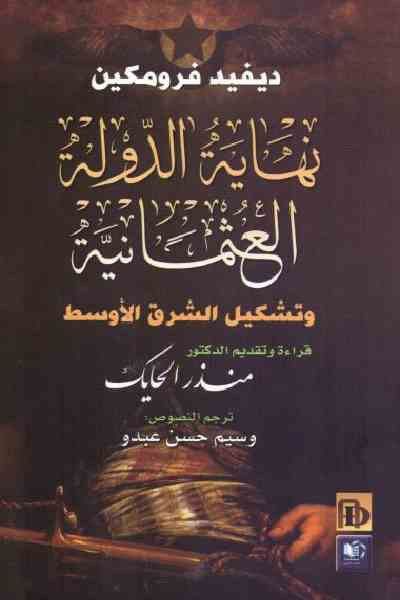 ديفيد فرومكين
نهاية الدولة
العثمانية
وتشكيل الشرق الأوسط
قراءة وتقديم الدكتور
منذر الحايك
ترجم النصوص:
وسيم حسن عبدو